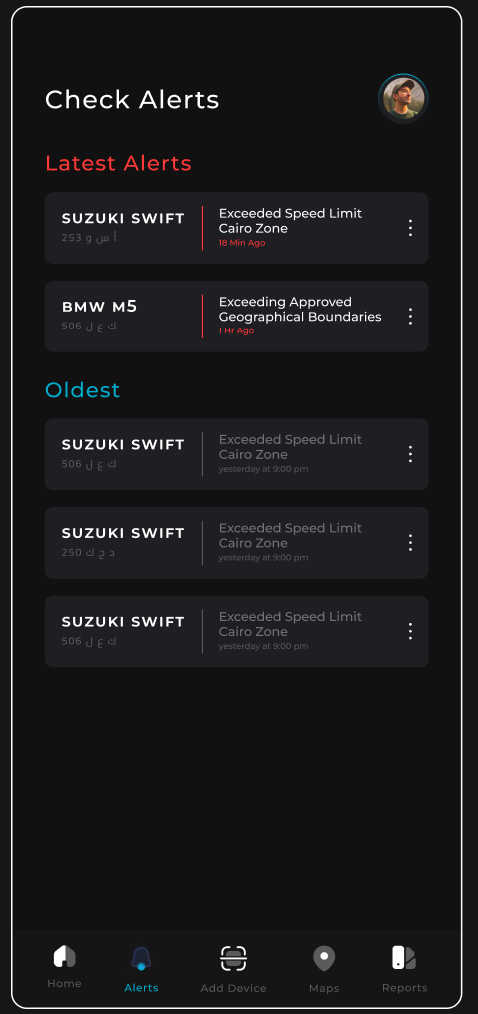 Check Alerts
Latest Alerts
SUZUKI SWIFT
أ س و 253
Exceeded Speed Limit
Cairo Zone
18 Min Ago
BMW M5
ك ع ل 506
Exceeding Approved
Geographical Boundaries
1 Hr Ago
Oldest
SUZUKI SWIFT
ك ع ل 506
Exceeded Speed Limit
Cairo Zone
yesterday at 9:00 pm
SUZUKI SWIFT
د ج ك 250
Exceeded Speed Limit
Cairo Zone
yesterday at 9:00 pm
SUZUKI SWIFT
ك ع ل 506
Exceeded Speed Limit
Cairo Zone
yesterday at 9:00 pm
Home
Alerts
Add Device
Maps
Reports